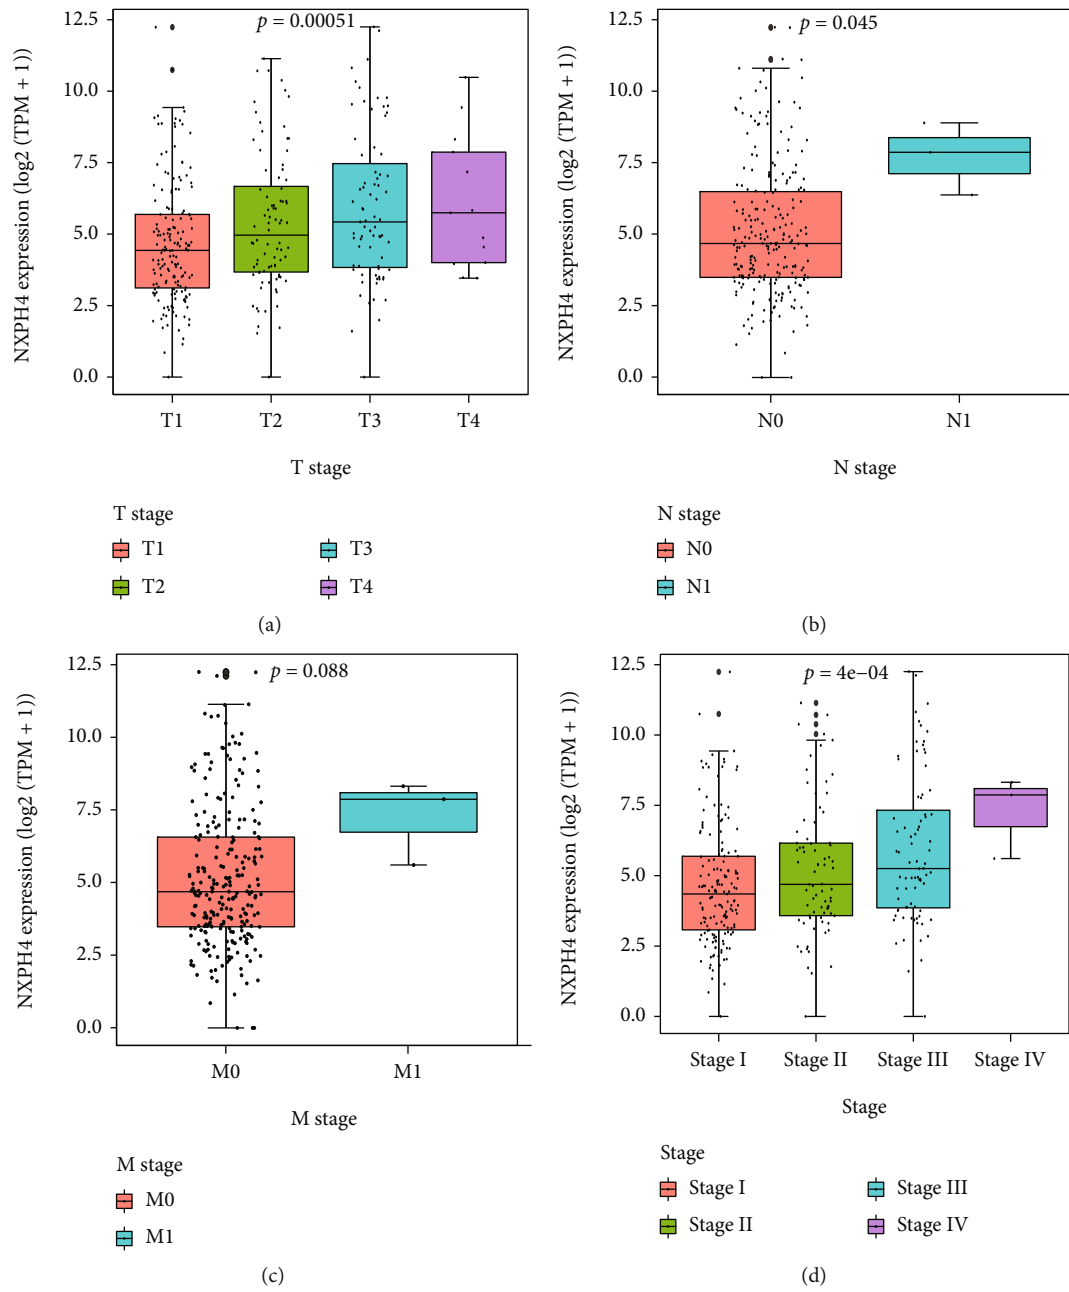 NXPH4 expression (log2 (TPM + 1))
12.5
10.0
7.5
5.0
2.5
0.0
p = 0.00051
T1 T2 T3 T4
T stage
T stage
T1 T3
T2 T4
(a)
NXPH4 expression (log2 (TPM + 1))
12.5
10.0
7.5
5.0
2.5
0.0
p = 0.045
N0 N1
N stage
N stage
N0
N1
(b)
NXPH4 expression (log2 (TPM + 1))
12.5
10.0
7.5
5.0
2.5
0.0
p = 0.088
M0 M1
M stage
M stage
M0
M1
(c)
NXPH4 expression (log2 (TPM + 1))
12.5
10.0
7.5
5.0
2.5
0.0
p = 4e−04
Stage I Stage II Stage III Stage IV
Stage
Stage
Stage I Stage III
Stage II Stage IV
(d)